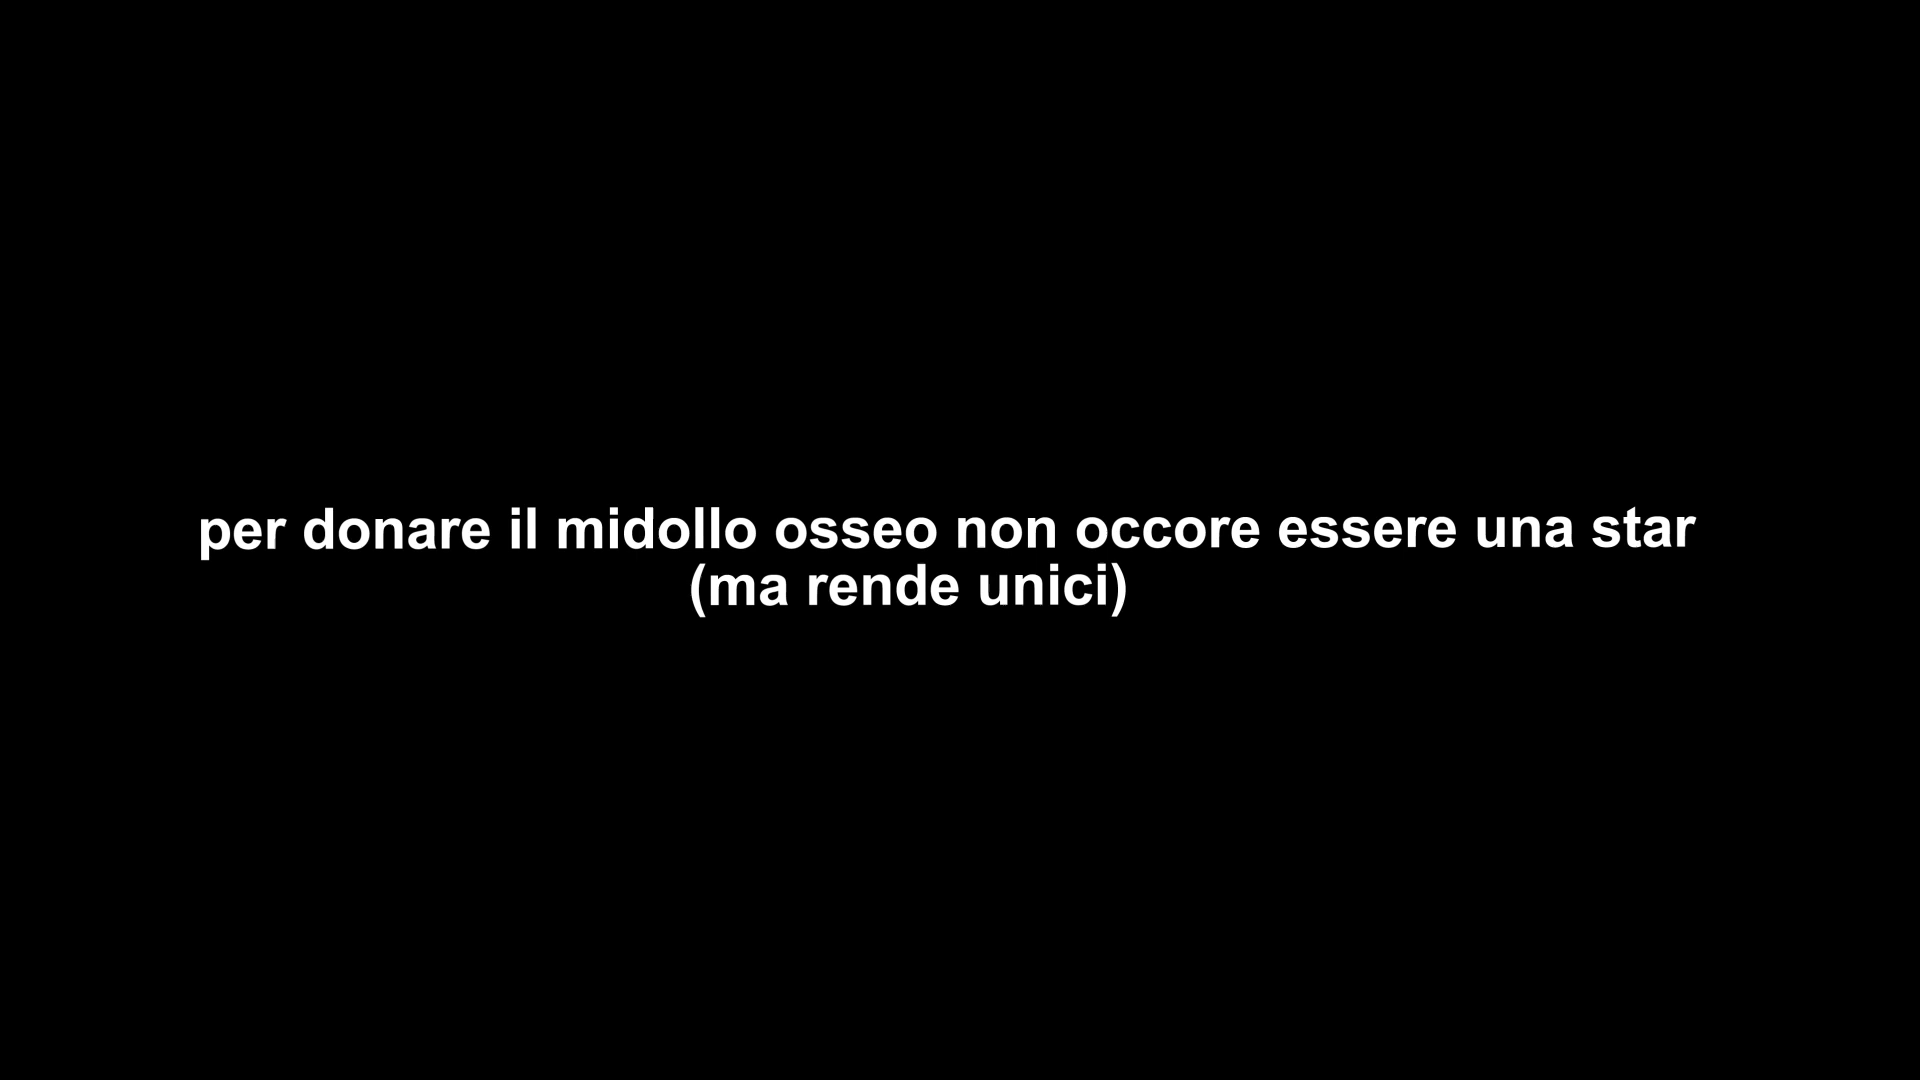 per donare il midollo osseo non occore essere una star
(ma rende unici)